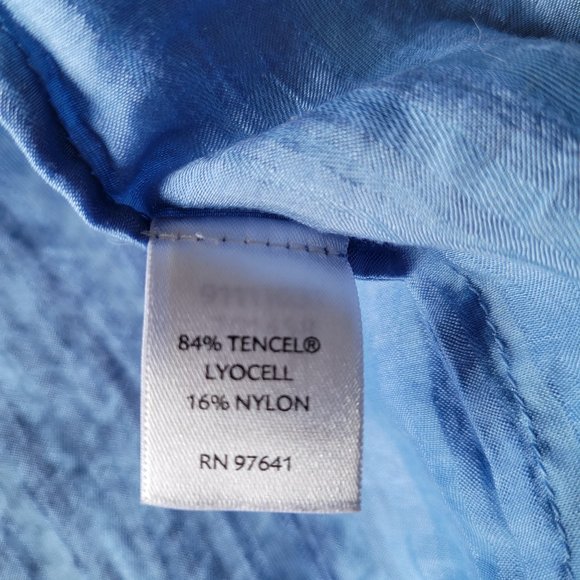 84% TENCEL®
LYOCELL
16% NYLON
RN 97641